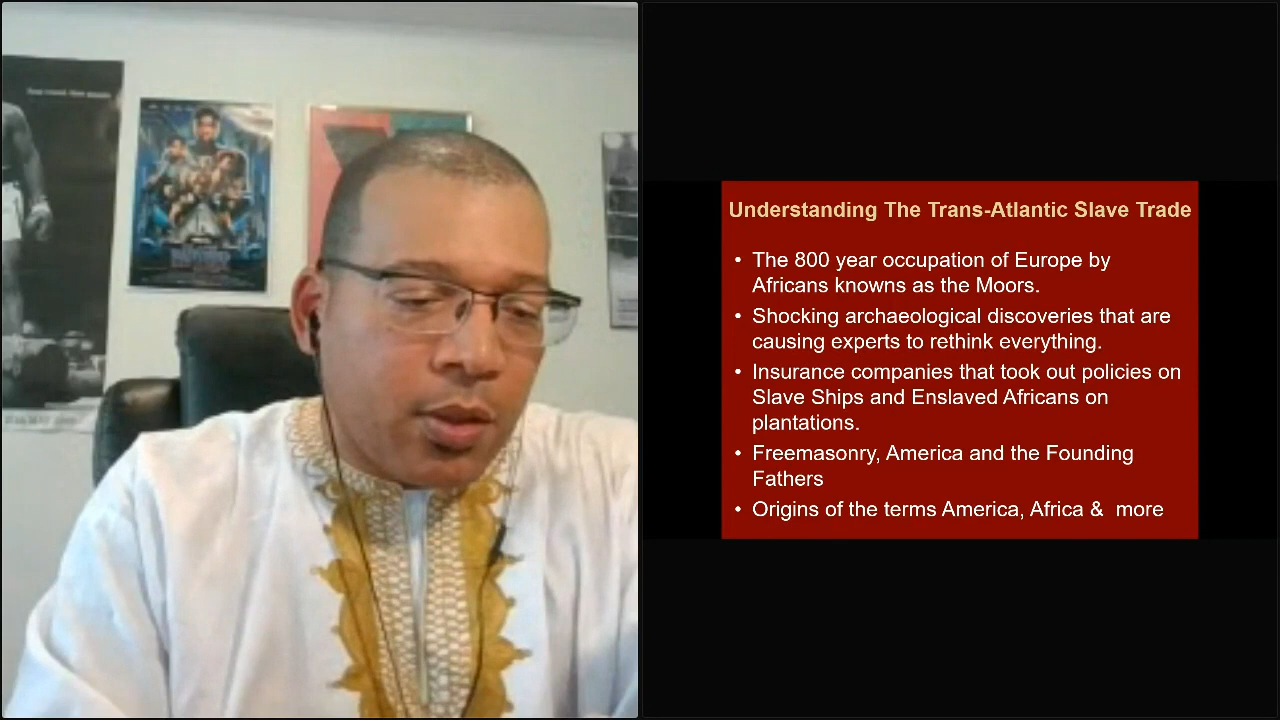 Understanding The Trans-Atlantic Slave Trade
• The 800 year occupation of Europe by
Africans knowns as the Moors.
• Shocking archaeological discoveries that are
causing experts to rethink everything.
• Insurance companies that took out policies on
Slave Ships and Enslaved Africans on
plantations.
• Freemasonry, America and the Founding
Fathers
• Origins of the terms America, Africa &  more